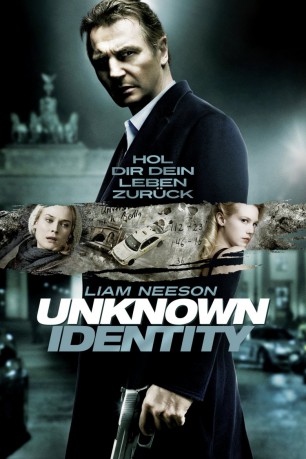 HOL
DIR DEIN
LEBEN
ZURÜCK
LIAM NEESON
UNKNOWN
IDENTITY